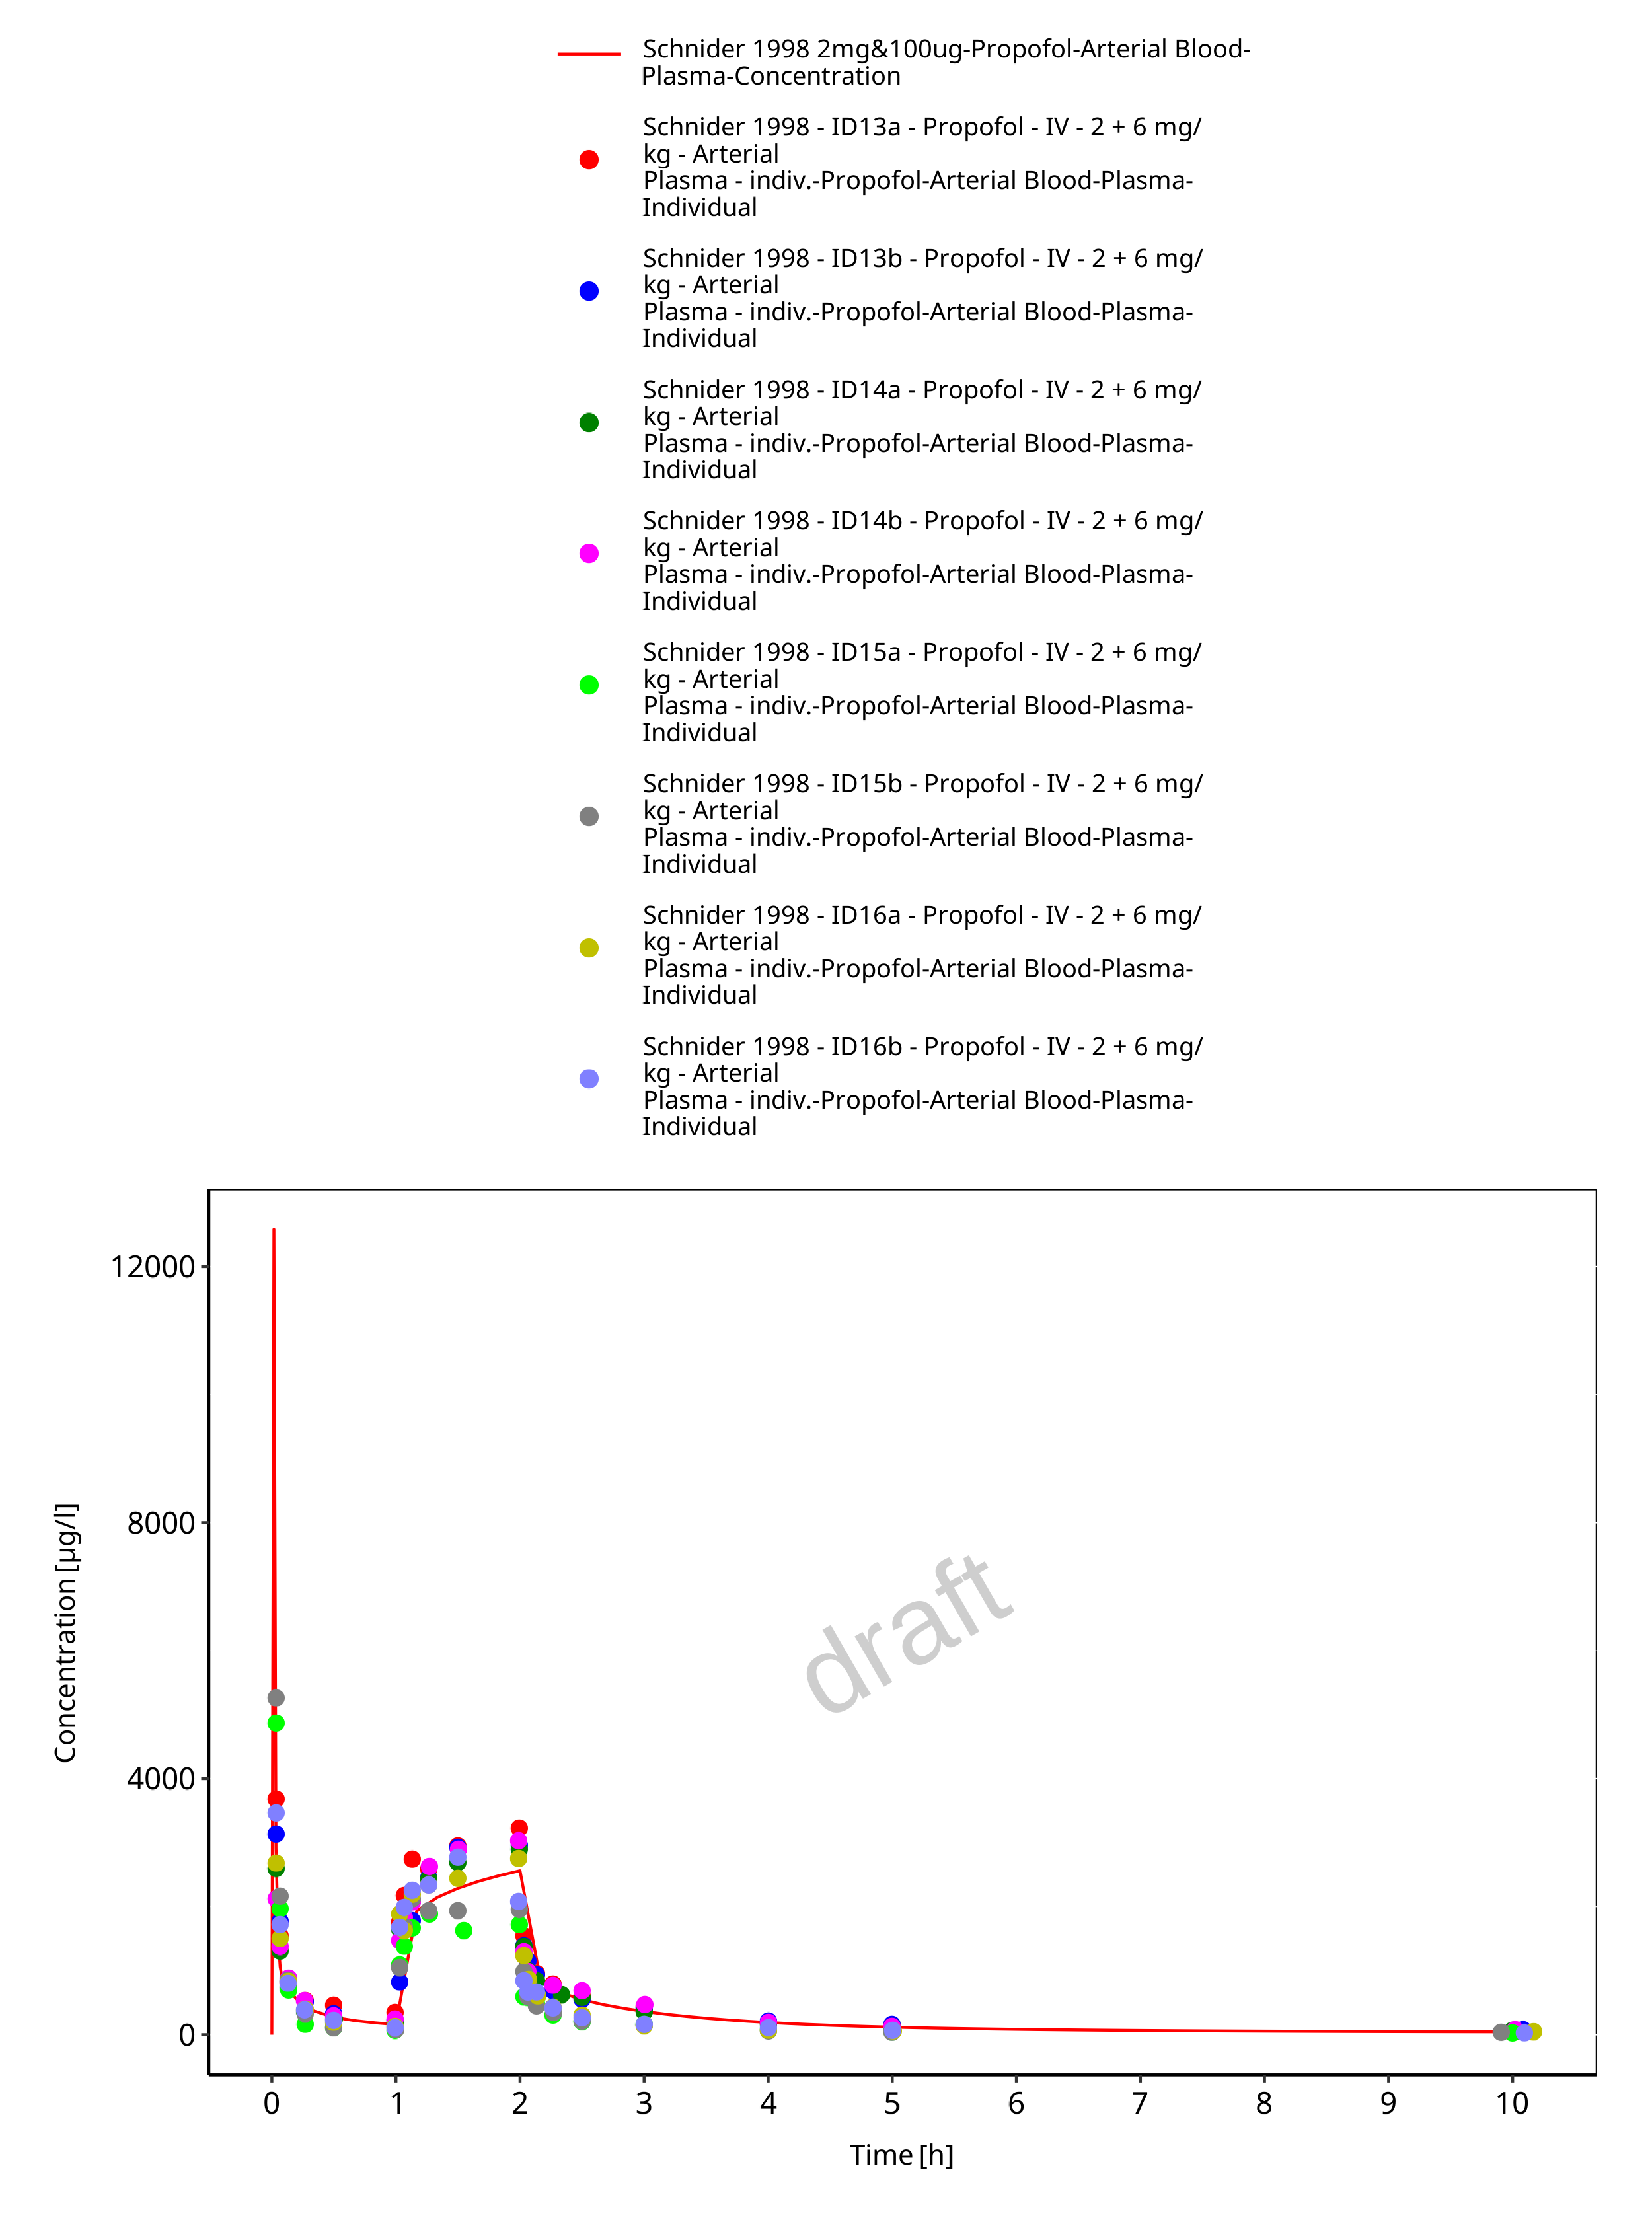 Schnider 1998 2mg&100ug-Propofol-Arterial Blood-
Plasma-Concentration
Schnider 1998 - ID13a - Propofol - IV - 2 + 6 mg/
kg - Arterial
Plasma - indiv.-Propofol-Arterial Blood-Plasma-
Individual
Schnider 1998 - ID13b - Propofol - IV - 2 + 6 mg/
kg - Arterial
Plasma - indiv.-Propofol-Arterial Blood-Plasma-
Individual
Schnider 1998 - ID14a - Propofol - IV - 2 + 6 mg/
kg - Arterial
Plasma - indiv.-Propofol-Arterial Blood-Plasma-
Individual
Schnider 1998 - ID14b - Propofol - IV - 2 + 6 mg/
kg - Arterial
Plasma - indiv.-Propofol-Arterial Blood-Plasma-
Individual
Schnider 1998 - ID15a - Propofol - IV - 2 + 6 mg/
kg - Arterial
Plasma - indiv.-Propofol-Arterial Blood-Plasma-
Individual
Schnider 1998 - ID15b - Propofol - IV - 2 + 6 mg/
kg - Arterial
Plasma - indiv.-Propofol-Arterial Blood-Plasma-
Individual
Schnider 1998 - ID16a - Propofol - IV - 2 + 6 mg/
kg - Arterial
Plasma - indiv.-Propofol-Arterial Blood-Plasma-
Individual
Schnider 1998 - ID16b - Propofol - IV - 2 + 6 mg/
kg - Arterial
Plasma - indiv.-Propofol-Arterial Blood-Plasma-
Individual
12000
8000
4000
0
Concentration [µg/l]
draft
0 1 2 3 4 5 6 7 8 9 10
Time [h]